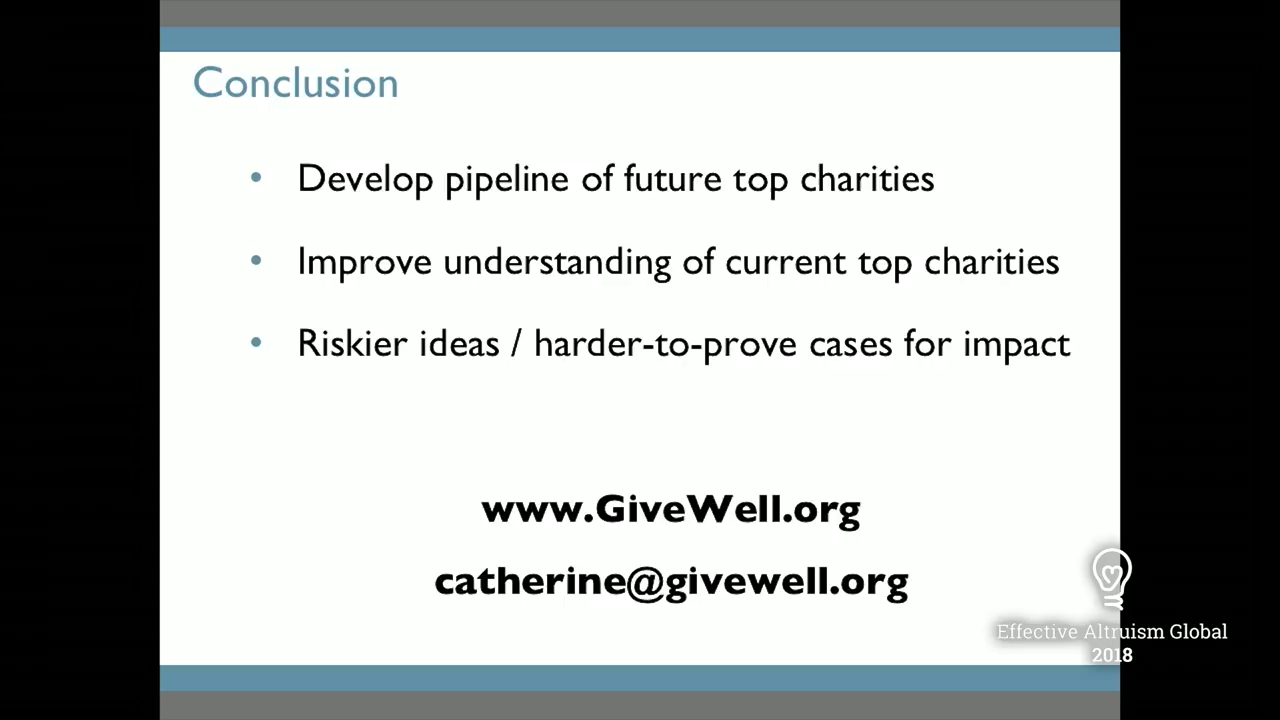 Conclusion
• Develop pipeline of future top charities
• Improve understanding of current top charities
• Riskier ideas / harder-to-prove cases for impact
www.GiveWell.org
catherine@givewell.org
Effective Altruism Global
2018